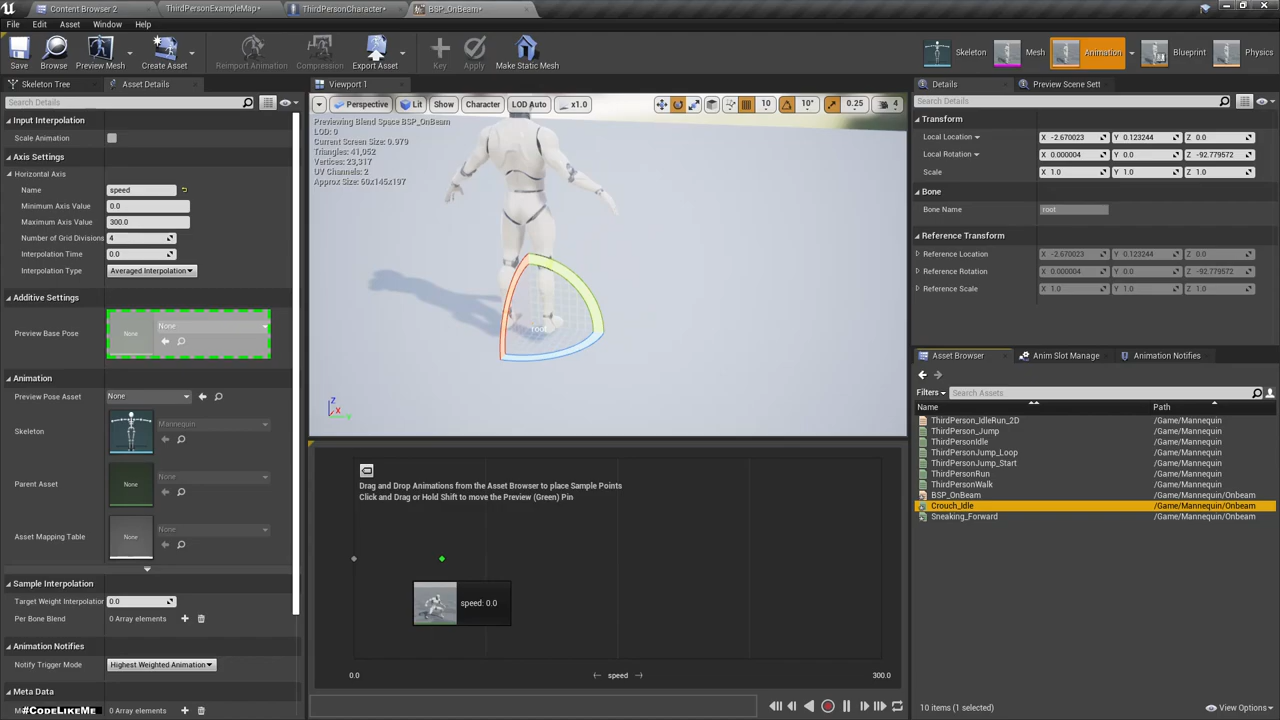 Content Browser 2
ThirdPersonExampleMap•
ThirdPersonCharacter•
BSP_OnBeam•
File Edit Asset Window Help
Save
Browse
Preview Mesh
Create Asset
Reimport Animation
Compression
Export Asset
Key
Apply
Make Static Mesh
Skeleton
Mesh
Animation
Blueprint
Physics
Skeleton Tree
Asset Details
Search Details
Input Interpolation
Scale Animation
Axis Settings
Horizontal Axis
Name speed
Minimum Axis Value 0.0
Maximum Axis Value 300.0
Number of Grid Divisions 4
Interpolation Time 0.0
Interpolation Type Averaged Interpolation
Additive Settings
Preview Base Pose None None
Animation
Preview Pose Asset None
Skeleton Mannequin
Parent Asset None None
Asset Mapping Table None None
Sample Interpolation
Target Weight Interpolation 0.0
Per Bone Blend 0 Array elements
Animation Notifies
Notify Trigger Mode Highest Weighted Animation
Meta Data
M #CodeLikeMe 0 Array elements
Viewport 1
Perspective Lit Show Character LOD Auto x1.0 10 10° 0.25 4
Previewing Blend Space BSP_OnBeam
LOD: 0
Current Screen Size: 0.979
Triangles: 41,052
Vertices: 23,317
UV Channels: 2
Approx Size: 60x145x197
root
Z
X
Drag and Drop Animations from the Asset Browser to place Sample Points
Click and Drag or Hold Shift to move the Preview (Green) Pin
speed: 0.0
0.0 speed 300.0
Details
Preview Scene Sett
Search Details
Transform
Local Location X -2.670023 Y 0.123244 Z 0.0
Local Rotation X 0.000004 Y 0.0 Z -92.779572
Scale X 1.0 Y 1.0 Z 1.0
Bone
Bone Name root
Reference Transform
Reference Location X -2.670023 Y 0.123244 Z 0.0
Reference Rotation X 0.000004 Y 0.0 Z -92.779572
Reference Scale X 1.0 Y 1.0 Z 1.0
Asset Browser
Anim Slot Manage
Animation Notifies
Filters Search Assets
Name Path
ThirdPerson_IdleRun_2D /Game/Mannequin
ThirdPerson_Jump /Game/Mannequin
ThirdPersonIdle /Game/Mannequin
ThirdPersonJump_Loop /Game/Mannequin
ThirdPersonJump_Start /Game/Mannequin
ThirdPersonRun /Game/Mannequin
ThirdPersonWalk /Game/Mannequin
BSP_OnBeam /Game/Mannequin/Onbeam
Crouch_Idle /Game/Mannequin/Onbeam
Sneaking_Forward /Game/Mannequin/Onbeam
10 items (1 selected)
View Options